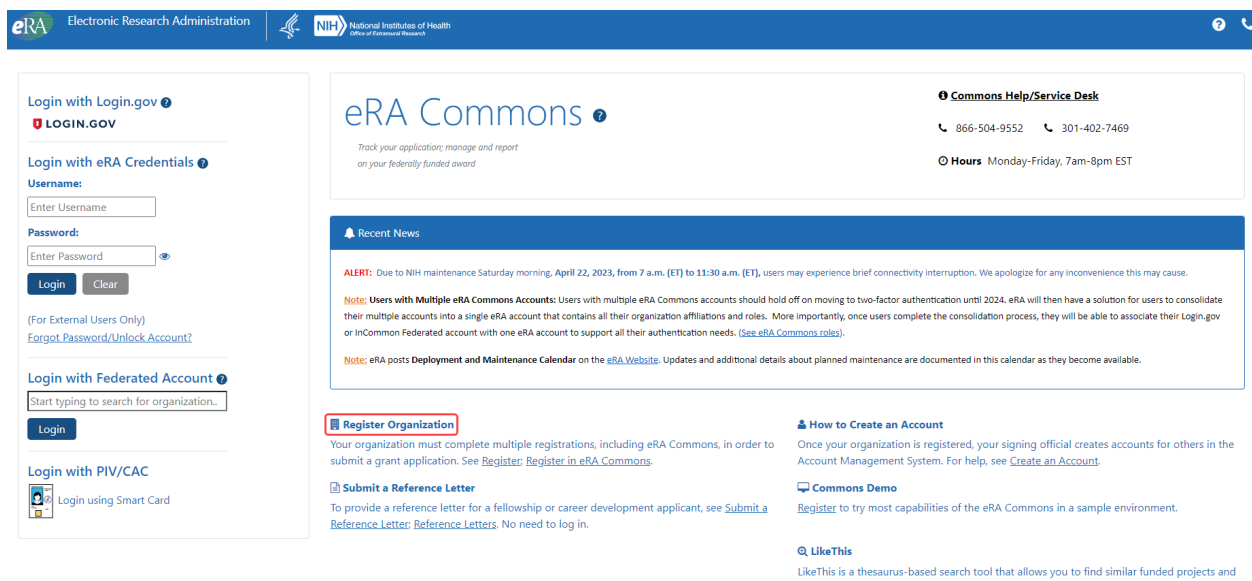 eRA
Electronic Research Administration
NIH National Institutes of Health
Office of Extramural Research
Login with Login.gov
LOGIN.GOV
Login with eRA Credentials
Username:
Enter Username
Password:
Enter Password
Login Clear
(For External Users Only)
Forgot Password/Unlock Account?
Login with Federated Account
Start typing to search for organization..
Login
Login with PIV/CAC
Login using Smart Card
eRA Commons
Track your application; manage and report
on your federally funded award
Commons Help/Service Desk
866-504-9552 301-402-7469
Hours Monday-Friday, 7am-8pm EST
Recent News
ALERT: Due to NIH maintenance Saturday morning, April 22, 2023, from 7 a.m. (ET) to 11:30 a.m. (ET), users may experience brief connectivity interruption. We apologize for any inconvenience this may cause.
Note: Users with Multiple eRA Commons Accounts: Users with multiple eRA Commons accounts should hold off on moving to two-factor authentication until 2024. eRA will then have a solution for users to consolidate
their multiple accounts into a single eRA account that contains all their organization affiliations and roles. More importantly, once users complete the consolidation process, they will be able to associate their Login.gov
or InCommon Federated account with one eRA account to support all their authentication needs. (See eRA Commons roles).
Note: eRA posts Deployment and Maintenance Calendar on the eRA Website. Updates and additional details about planned maintenance are documented in this calendar as they become available.
Register Organization
Your organization must complete multiple registrations, including eRA Commons, in order to
submit a grant application. See Register; Register in eRA Commons.
Submit a Reference Letter
To provide a reference letter for a fellowship or career development applicant, see Submit a
Reference Letter; Reference Letters. No need to log in.
How to Create an Account
Once your organization is registered, your signing official creates accounts for others in the
Account Management System. For help, see Create an Account.
Commons Demo
Register to try most capabilities of the eRA Commons in a sample environment.
LikeThis
LikeThis is a thesaurus-based search tool that allows you to find similar funded projects and